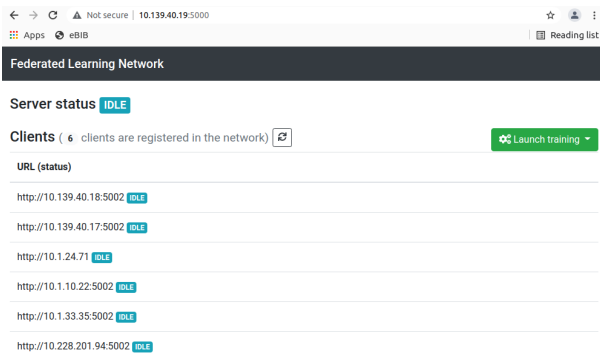 Not secure | 10.139.40.19:5000
Apps eBIB Reading list
Federated Learning Network
Server status IDLE
Clients ( 6 clients are registered in the network)
Launch training
URL (status)
http://10.139.40.18:5002 IDLE
http://10.139.40.17:5002 IDLE
http://10.1.24.71 IDLE
http://10.1.10.22:5002 IDLE
http://10.1.33.35:5002 IDLE
http://10.228.201.94:5002 IDLE